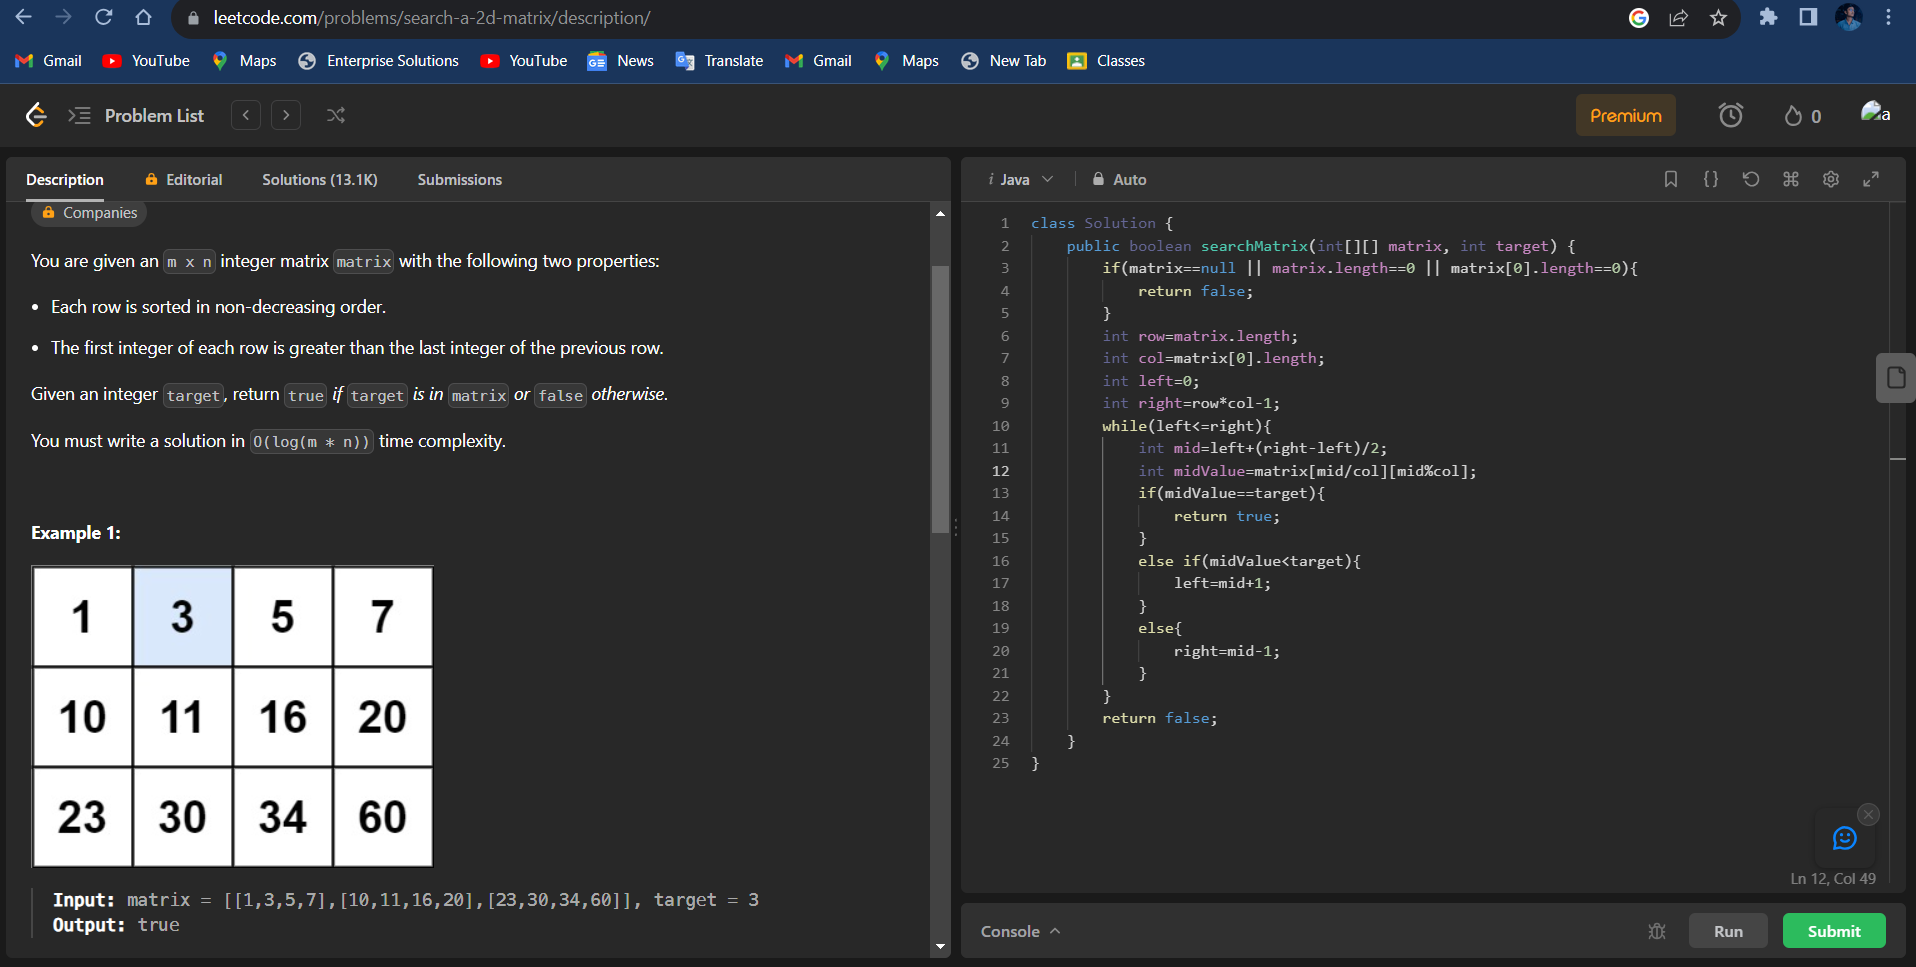 leetcode.com/problems/search-a-2d-matrix/description/
Gmail YouTube Maps Enterprise Solutions YouTube News Translate Gmail Maps New Tab Classes
Problem List Premium 0 a
Description Editorial Solutions (13.1K) Submissions
Companies
You are given an m x n integer matrix matrix with the following two properties:
• Each row is sorted in non-decreasing order.
• The first integer of each row is greater than the last integer of the previous row.
Given an integer target, return true if target is in matrix or false otherwise.
You must write a solution in O(log(m * n)) time complexity.
Example 1:
1 3 5 7
10 11 16 20
23 30 34 60
Input: matrix = [[1,3,5,7],[10,11,16,20],[23,30,34,60]], target = 3
Output: true
i Java Auto
1 class Solution {
2 public boolean searchMatrix(int[][] matrix, int target) {
3 if(matrix==null || matrix.length==0 || matrix[0].length==0){
4 return false;
5 }
6 int row=matrix.length;
7 int col=matrix[0].length;
8 int left=0;
9 int right=row*col-1;
10 while(left<=right){
11 int mid=left+(right-left)/2;
12 int midValue=matrix[mid/col][mid%col];
13 if(midValue==target){
14 return true;
15 }
16 else if(midValue<target){
17 left=mid+1;
18 }
19 else{
20 right=mid-1;
21 }
22 }
23 return false;
24 }
25 }
Ln 12, Col 49
Console Run Submit